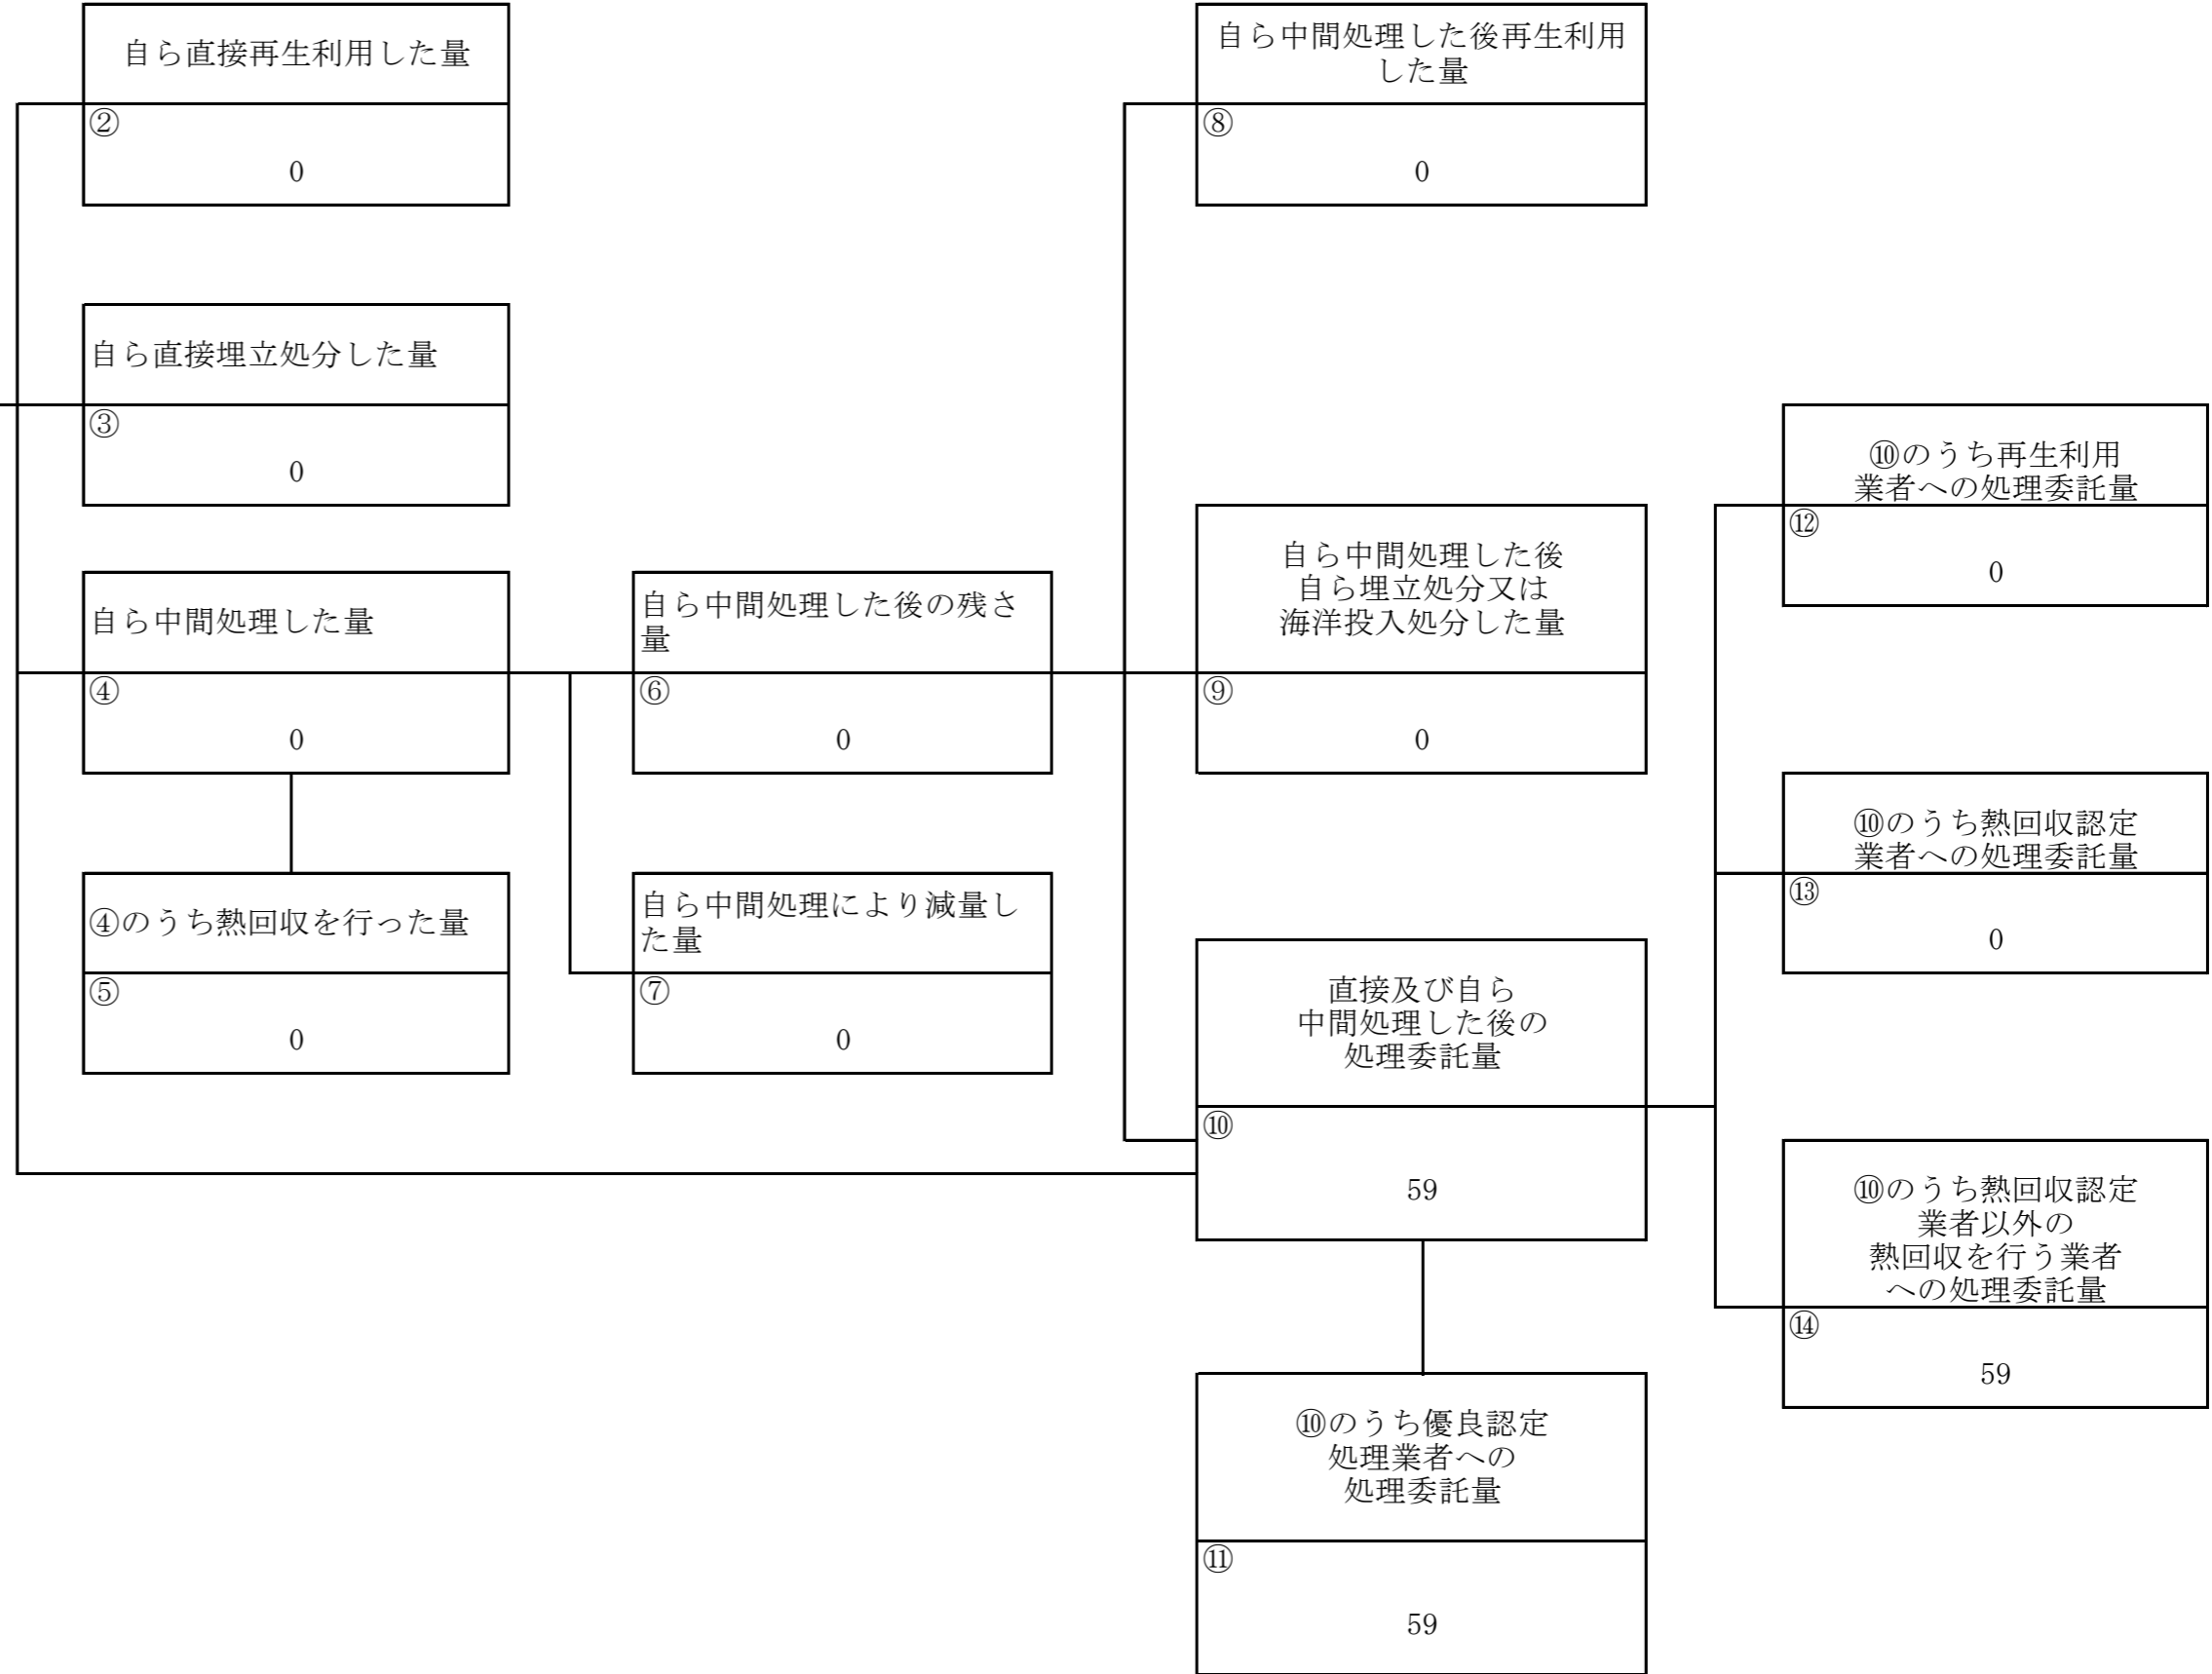 自ら直接再生利用した量
②
0
自ら中間処理した後再生利用
した量
⑧
0
自ら直接埋立処分した量
③
0
⑩のうち再生利用
業者への処理委託量
⑫
0
自ら中間処理した後
自ら埋立処分又は
海洋投入処分した量
⑨
0
自ら中間処理した量
④
0
自ら中間処理した後の残さ
量
⑥
0
⑩のうち熱回収認定
業者への処理委託量
⑬
0
④のうち熱回収を行った量
⑤
0
自ら中間処理により減量し
た量
⑦
0
直接及び自ら
中間処理した後の
処理委託量
⑩
59
⑩のうち熱回収認定
業者以外の
熱回収を行う業者
への処理委託量
⑭
59
⑩のうち優良認定
処理業者への
処理委託量
⑪
59